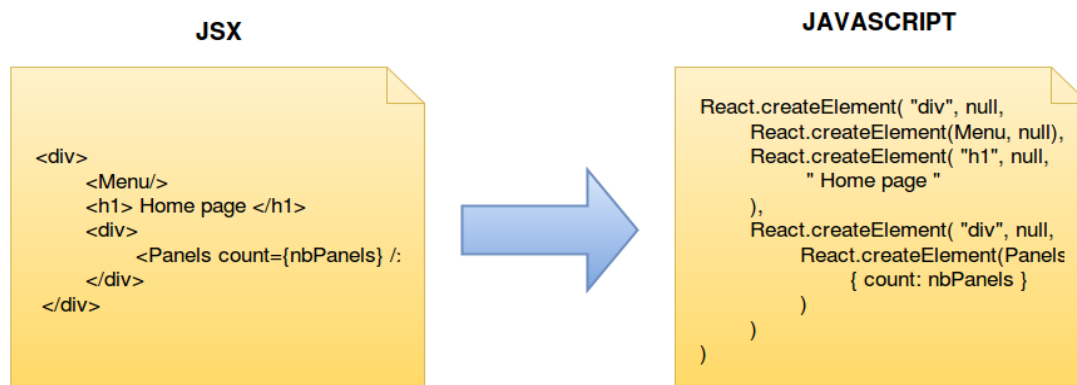 JSX
<div>
<Menu/>
<h1> Home page </h1>
<div>
<Panels count={nbPanels} /:
</div>
</div>
JAVASCRIPT
React.createElement( "div", null,
React.createElement(Menu, null),
React.createElement( "h1", null,
" Home page "
),
React.createElement( "div", null,
React.createElement(Panels
{ count: nbPanels }
)
)
)